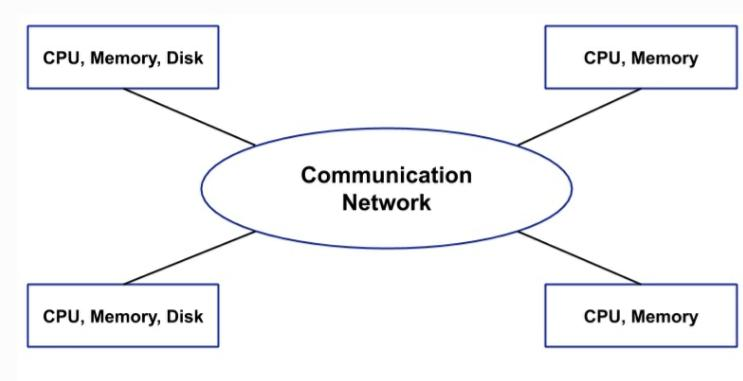 CPU, Memory, Disk
CPU, Memory
Communication
Network
CPU, Memory, Disk
CPU, Memory